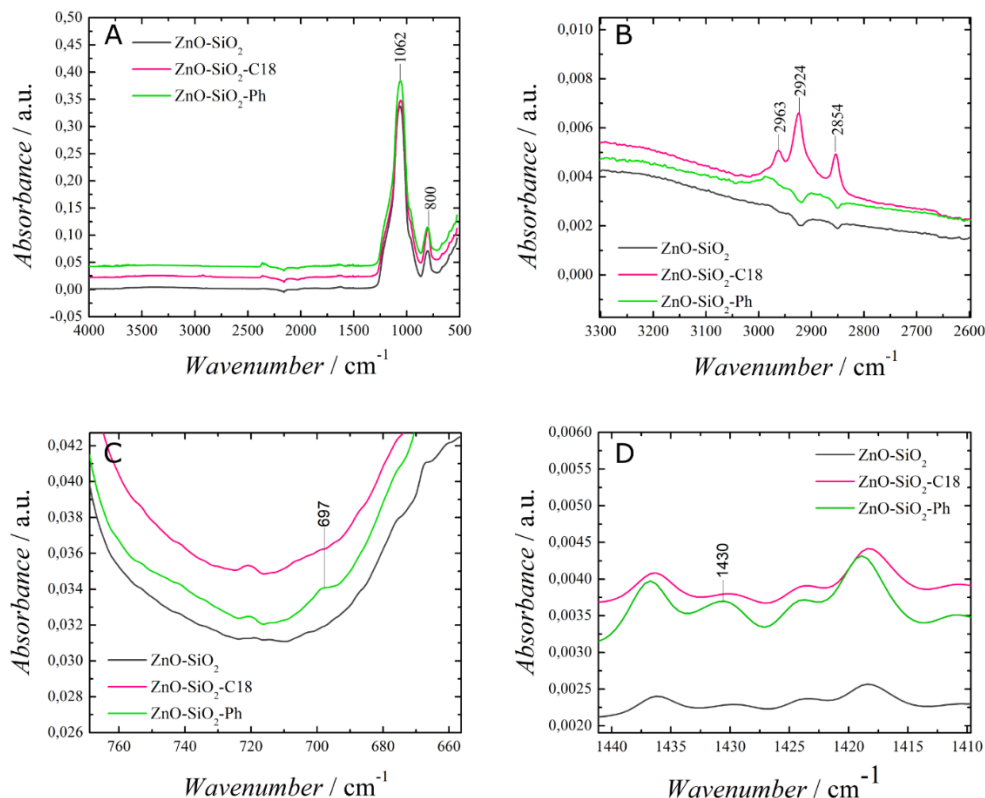 A
ZnO-SiO2
ZnO-SiO2-C18
ZnO-SiO2-Ph
1062
800
0,50
0,45
0,40
0,35
0,30
0,25
0,20
0,15
0,10
0,05
0,00
-0,05
4000 3500 3000 2500 2000 1500 1000 500
Absorbance / a.u.
Wavenumber / cm-1
B
2963
2924
2854
0,010
0,008
0,006
0,004
0,002
0,000
ZnO-SiO2
ZnO-SiO2-C18
ZnO-SiO2-Ph
3300 3200 3100 3000 2900 2800 2700 2600
Absorbance / a.u.
Wavenumber / cm-1
C
697
0,042
0,040
0,038
0,036
0,034
0,032
0,030
0,028
0,026
ZnO-SiO2
ZnO-SiO2-C18
ZnO-SiO2-Ph
760 740 720 700 680 660
Absorbance / a.u.
Wavenumber / cm-1
D
ZnO-SiO2
ZnO-SiO2-C18
ZnO-SiO2-Ph
1430
0,0060
0,0055
0,0050
0,0045
0,0040
0,0035
0,0030
0,0025
0,0020
1440 1435 1430 1425 1420 1415 1410
Absorbance / a.u.
Wavenumber / cm-1